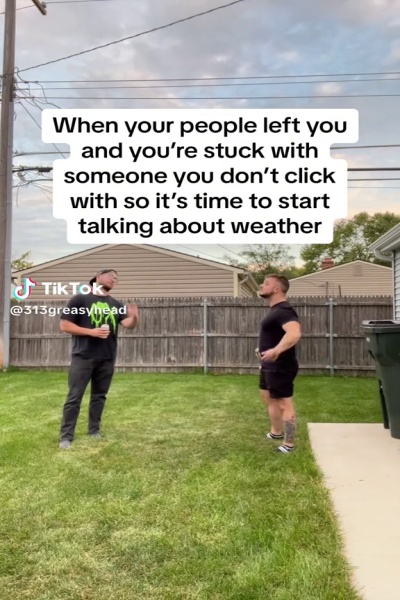 When your people left you
and you're stuck with
someone you don't click
with so it's time to start
talking about weather
TikTok
@313greasyhead